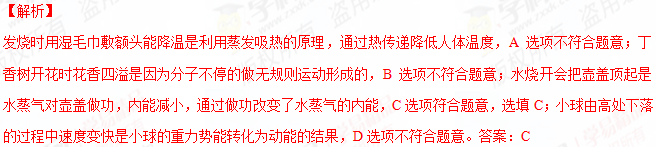 【解析】
发烧时用湿毛巾敷额头能降温是利用蒸发吸热的原理，通过热传递降低人体温度，A 选项不符合题意；丁
香树开花时花香四溢是因为分子不停的做无规则运动形成的，B 选项不符合题意；水烧开会把壶盖顶起是
水蒸气对壶盖做功，内能减小，通过做功改变了水蒸气的内能，C选项符合题意，选填 C；小球由高处下落
的过程中速度变快是小球的重力势能转化为动能的结果，D 选项不符合题意。答案：C